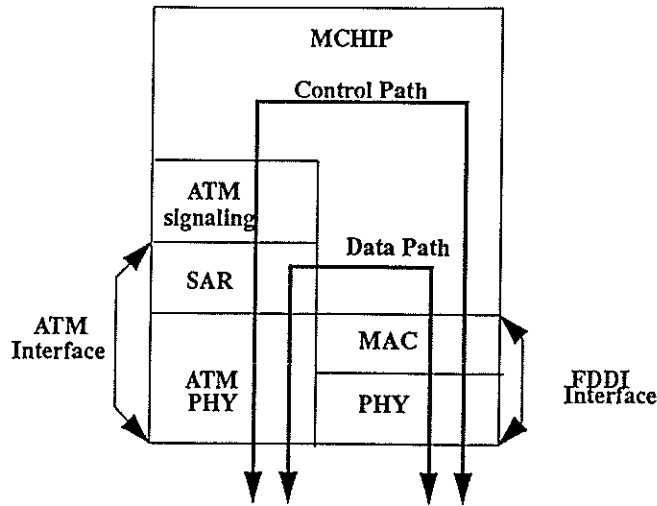 MCHIP
Control Path
ATM
signaling
Data Path
SAR
ATM
Interface
MAC
ATM
PHY
PHY
FDDI
Interface